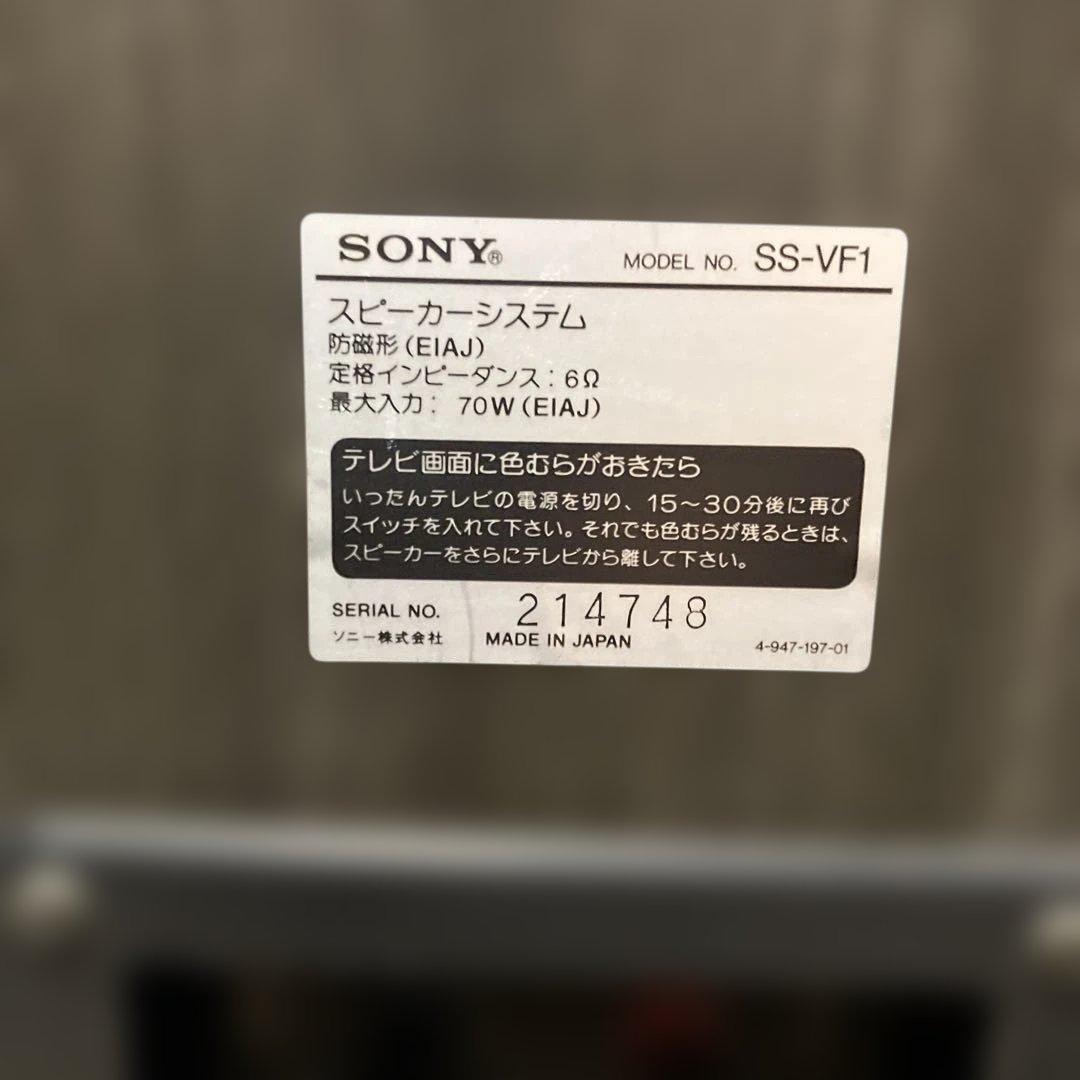 SONY®
MODEL NO. SS-VF1
スピーカーシステム
防磁形(EIAJ)
定格インピーダンス:6Ω
最大入力: 70W(EIAJ)
テレビ画面に色むらがおきたら
いったんテレビの電源を切り、15〜30分後に再び
スイッチを入れて下さい。それでも色むらが残るときは、
スピーカーをさらにテレビから離して下さい。
SERIAL NO. 214748
ソニー株式会社 MADE IN JAPAN 4-947-197-01